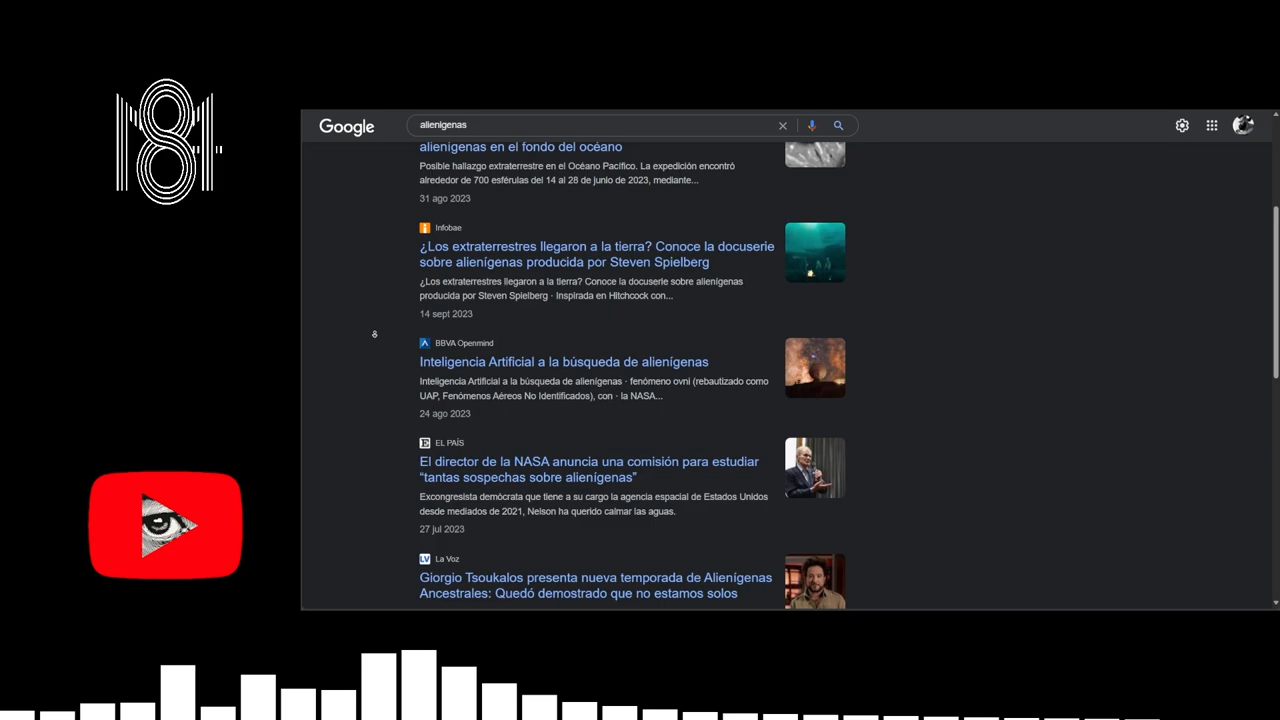 Google
alienígenas
alienígenas en el fondo del océano
Posible hallazgo extraterrestre en el Océano Pacífico. La expedición encontró
alrededor de 700 esférulas del 14 al 28 de junio de 2023, mediante...
31 ago 2023
Infobae
¿Los extraterrestres llegaron a la tierra? Conoce la docuserie
sobre alienígenas producida por Steven Spielberg
¿Los extraterrestres llegaron a la tierra? Conoce la docuserie sobre alienígenas
producida por Steven Spielberg · Inspirada en Hitchcock con...
14 sept 2023
BBVA Openmind
Inteligencia Artificial a la búsqueda de alienígenas
Inteligencia Artificial a la búsqueda de alienígenas · fenómeno ovni (rebautizado como
UAP, Fenómenos Aéreos No Identificados), con · la NASA...
24 ago 2023
EL PAÍS
El director de la NASA anuncia una comisión para estudiar
“tantas sospechas sobre alienígenas”
Excongresista demócrata que tiene a su cargo la agencia espacial de Estados Unidos
desde mediados de 2021, Nelson ha querido calmar las aguas.
27 jul 2023
LV La Voz
Giorgio Tsoukalos presenta nueva temporada de Alienígenas
Ancestrales: Quedó demostrado que no estamos solos